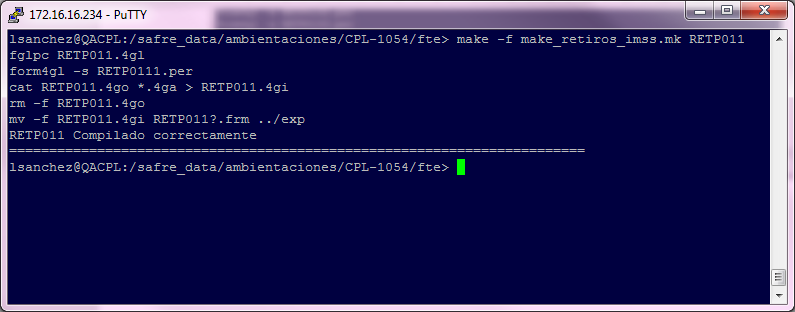 172.16.16.234 - PuTTY
lsanchez@QACPL:/safre_data/ambientaciones/CPL-1054/fte> make -f make_retiros_imss.mk RETP011
fglpc RETP011.4gl
form4gl -s RETP0111.per
cat RETP011.4go *.4ga > RETP011.4gi
rm -f RETP011.4go
mv -f RETP011.4gi RETP011?.frm ../exp
RETP011 Compilado correctamente
========================================================================
lsanchez@QACPL:/safre_data/ambientaciones/CPL-1054/fte>